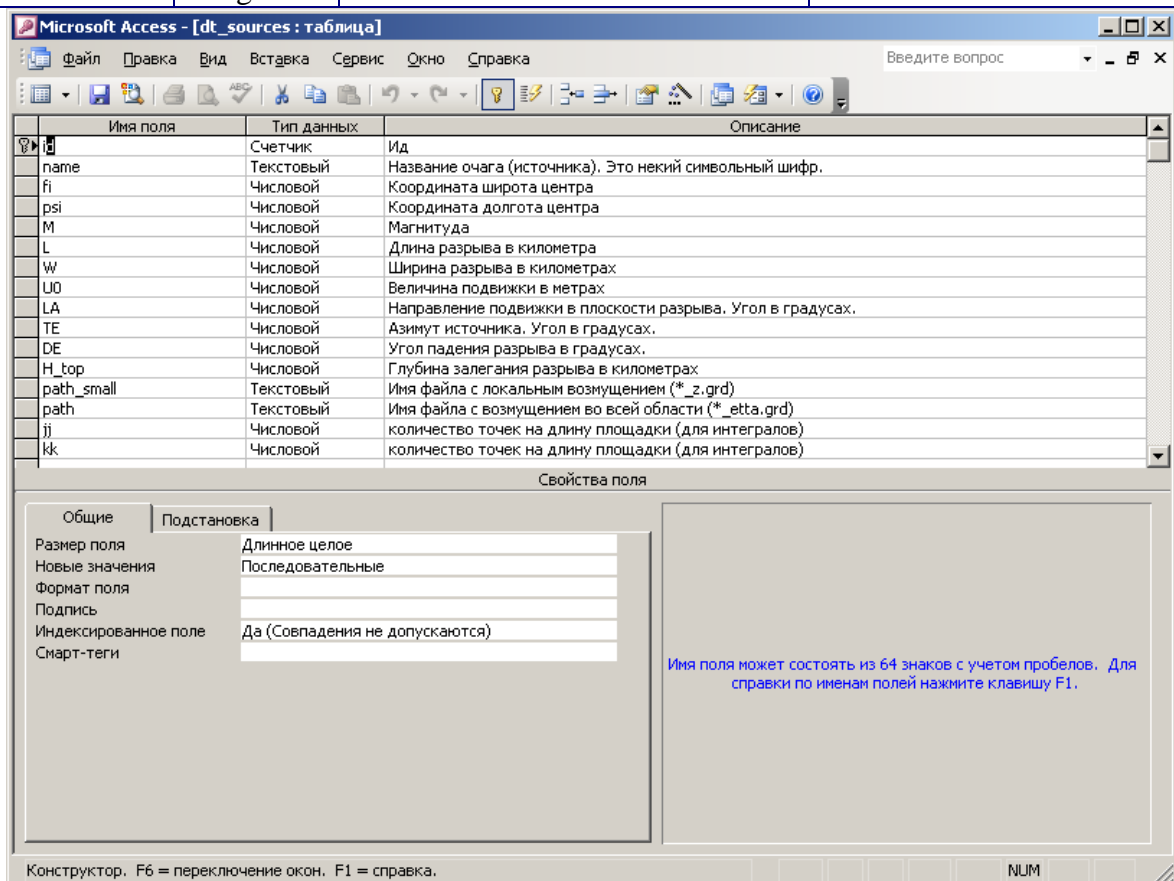 Microsoft Access - [dt_sources : таблица]
Файл Правка Вид Вставка Сервис Окно Справка Введите вопрос
Имя поля Тип данных Описание
id Счетчик Ид
name Текстовый Название очага (источника). Это некий символьный шифр.
fi Числовой Координата широта центра
psi Числовой Координата долгота центра
M Числовой Магнитуда
L Числовой Длина разрыва в километра
W Числовой Ширина разрыва в километрах
U0 Числовой Величина подвижки в метрах
LA Числовой Направление подвижки в плоскости разрыва. Угол в градусах.
TE Числовой Азимут источника. Угол в градусах.
DE Числовой Угол падения разрыва в градусах.
H_top Числовой Глубина залегания разрыва в километрах
path_small Текстовый Имя файла с локальным возмущением (*_z.grd)
path Текстовый Имя файла с возмущением во всей области (*_etta.grd)
jj Числовой количество точек на длину площадки (для интегралов)
kk Числовой количество точек на длину площадки (для интегралов)
Свойства поля
Общие Подстановка
Размер поля Длинное целое
Новые значения Последовательные
Формат поля
Подпись
Индексированное поле Да (Совпадения не допускаются)
Смарт-теги
Имя поля может состоять из 64 знаков с учетом пробелов. Для
справки по именам полей нажмите клавишу F1.
Конструктор. F6 = переключение окон. F1 = справка. NUM